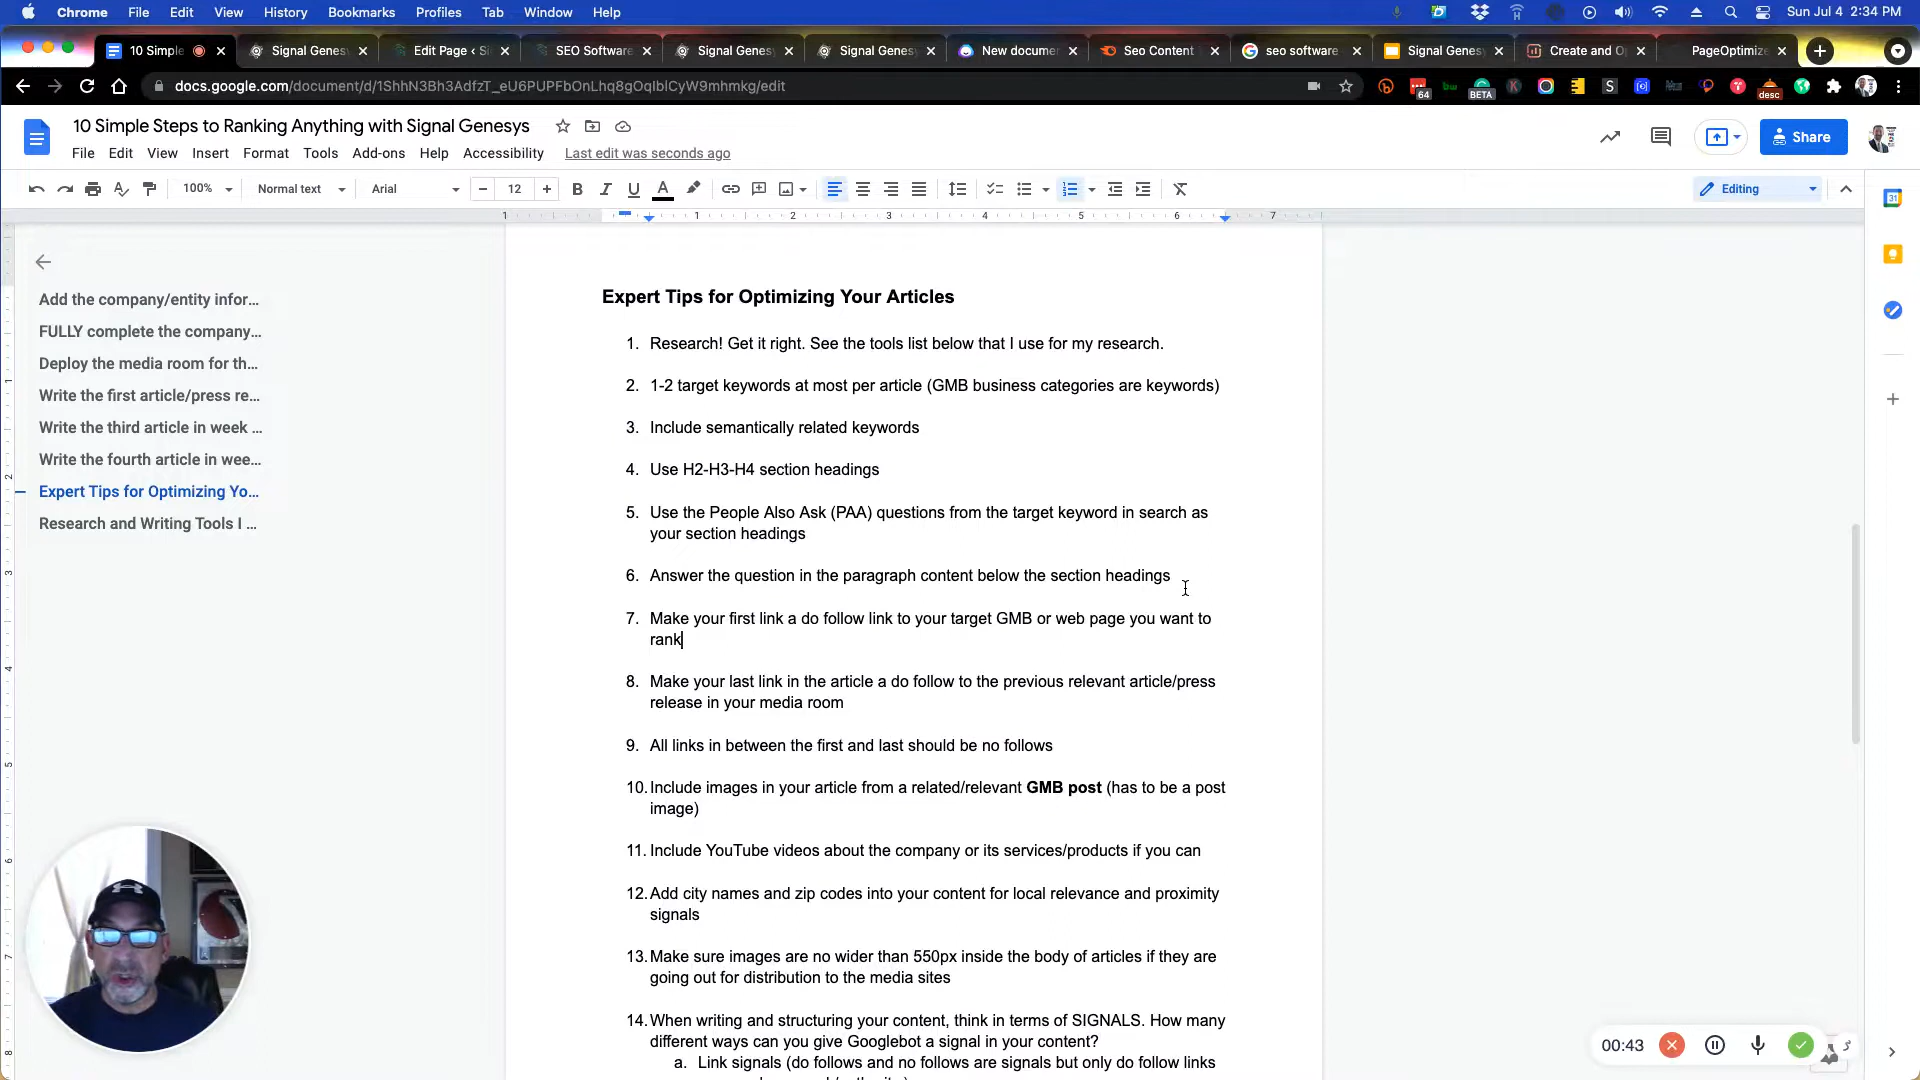 Chrome File Edit View History Bookmarks Profiles Tab Window Help
Sun Jul 4 2:34 PM
10 Simple
Signal Genes
Edit Page
SEO Software
Signal Genes
Signal Genes
New docume
Seo Content
seo software
Signal Genes
Create and O
PageOptimize
docs.google.com/document/d/1ShhN3Bh3AdfzT_eU6PUPFbOnLhq8gOqIblCyW9mhmkg/edit
64
BETA
desc
10 Simple Steps to Ranking Anything with Signal Genesys
File Edit View Insert Format Tools Add-ons Help Accessibility Last edit was seconds ago
Share
100% Normal text Arial 12
Editing
1 1 2 3 4 5 6 7
Add the company/entity infor…
FULLY complete the company…
Deploy the media room for th…
Write the first article/press re…
Write the third article in week …
Write the fourth article in wee…
Expert Tips for Optimizing Yo…
Research and Writing Tools I …
Expert Tips for Optimizing Your Articles
1. Research! Get it right. See the tools list below that I use for my research.
2. 1-2 target keywords at most per article (GMB business categories are keywords)
3. Include semantically related keywords
4. Use H2-H3-H4 section headings
5. Use the People Also Ask (PAA) questions from the target keyword in search as
your section headings
6. Answer the question in the paragraph content below the section headings
7. Make your first link a do follow link to your target GMB or web page you want to
rank
8. Make your last link in the article a do follow to the previous relevant article/press
release in your media room
9. All links in between the first and last should be no follows
10. Include images in your article from a related/relevant GMB post (has to be a post
image)
11. Include YouTube videos about the company or its services/products if you can
12. Add city names and zip codes into your content for local relevance and proximity
signals
13. Make sure images are no wider than 550px inside the body of articles if they are
going out for distribution to the media sites
14. When writing and structuring your content, think in terms of SIGNALS. How many
different ways can you give Googlebot a signal in your content?
a. Link signals (do follows and no follows are signals but only do follow links
00:43